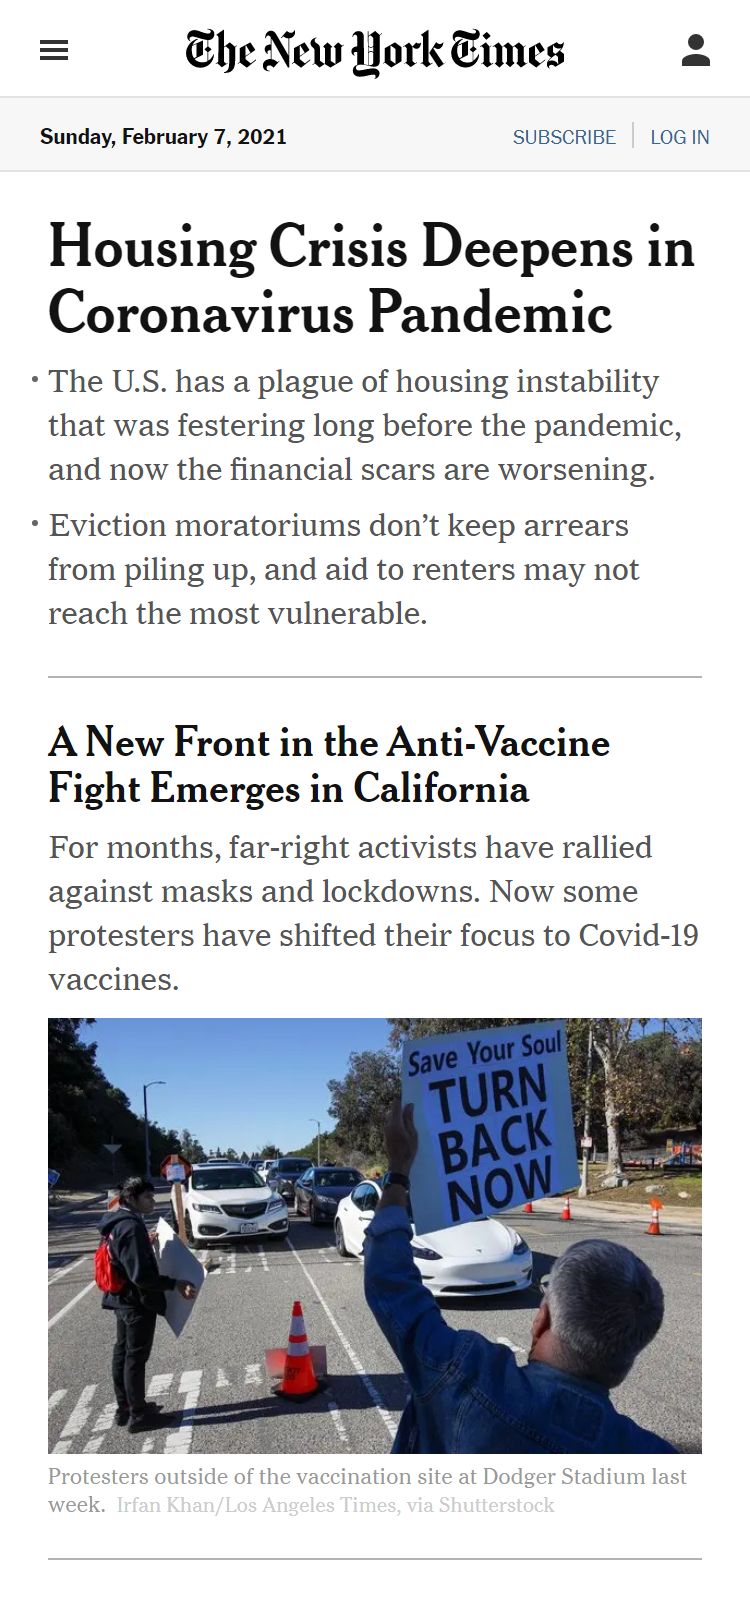 The New York Times
Sunday, February 7, 2021
SUBSCRIBE
LOG IN
Housing Crisis Deepens in
Coronavirus Pandemic
• The U.S. has a plague of housing instability
that was festering long before the pandemic,
and now the financial scars are worsening.
• Eviction moratoriums don’t keep arrears
from piling up, and aid to renters may not
reach the most vulnerable.
A New Front in the Anti-Vaccine
Fight Emerges in California
For months, far-right activists have rallied
against masks and lockdowns. Now some
protesters have shifted their focus to Covid-19
vaccines.
Save Your Soul
TURN
BACK
NOW
Protesters outside of the vaccination site at Dodger Stadium last
week. Irfan Khan/Los Angeles Times, via Shutterstock